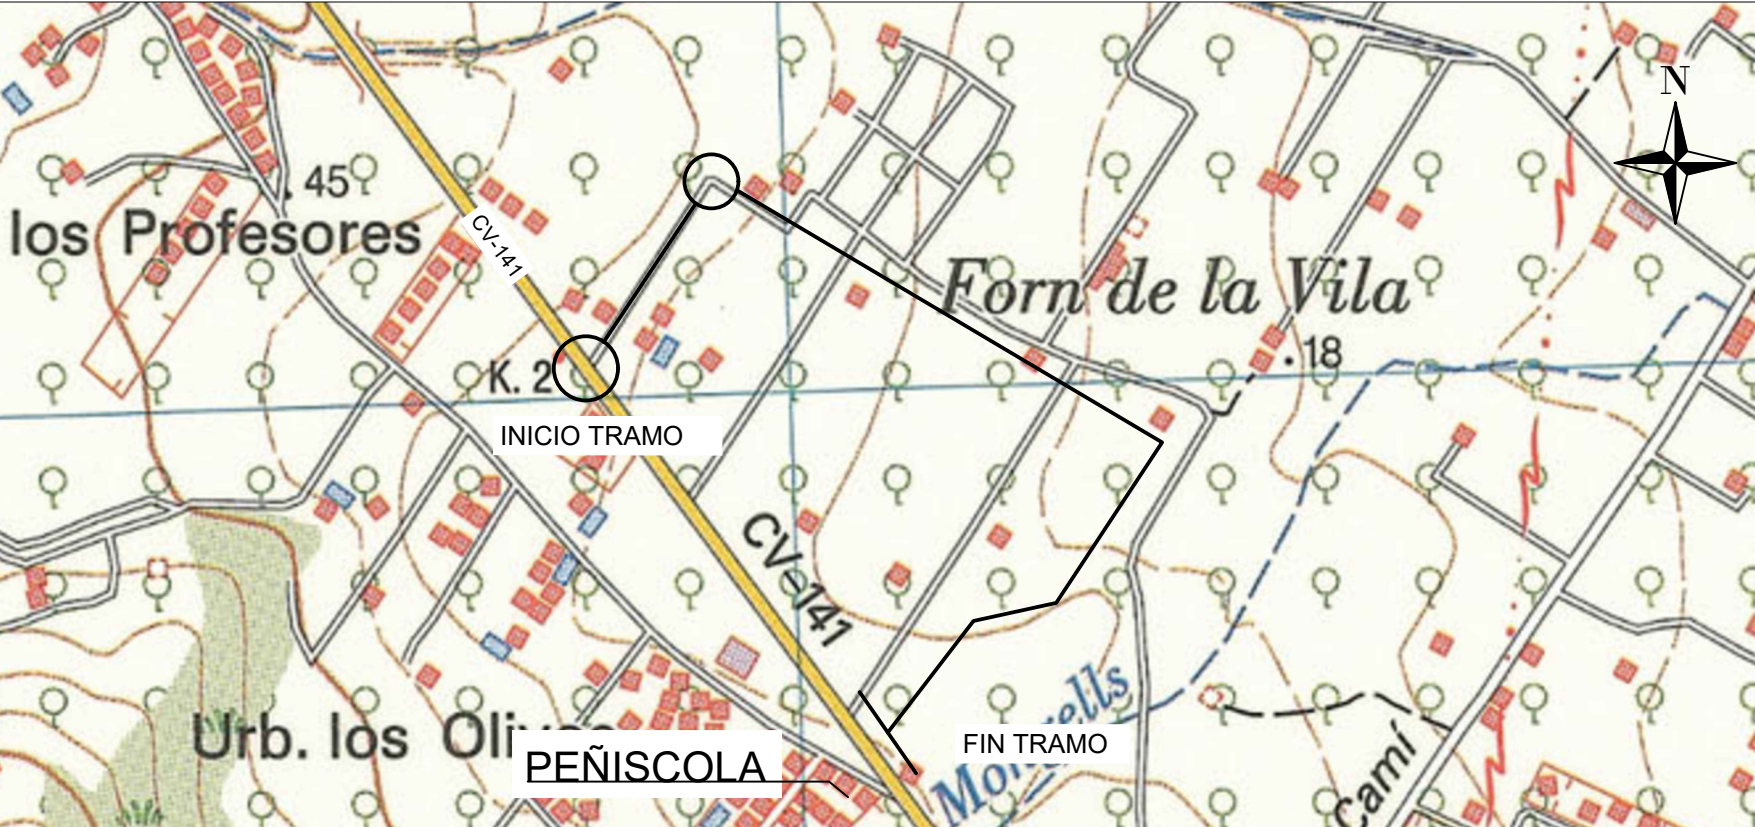 N
45
los Profesores
CV-141
Forn de la Vila
18
K. 2
INICIO TRAMO
CV-141
Urb. los Olivos
PEÑISCOLA
FIN TRAMO
Moncells
Camí